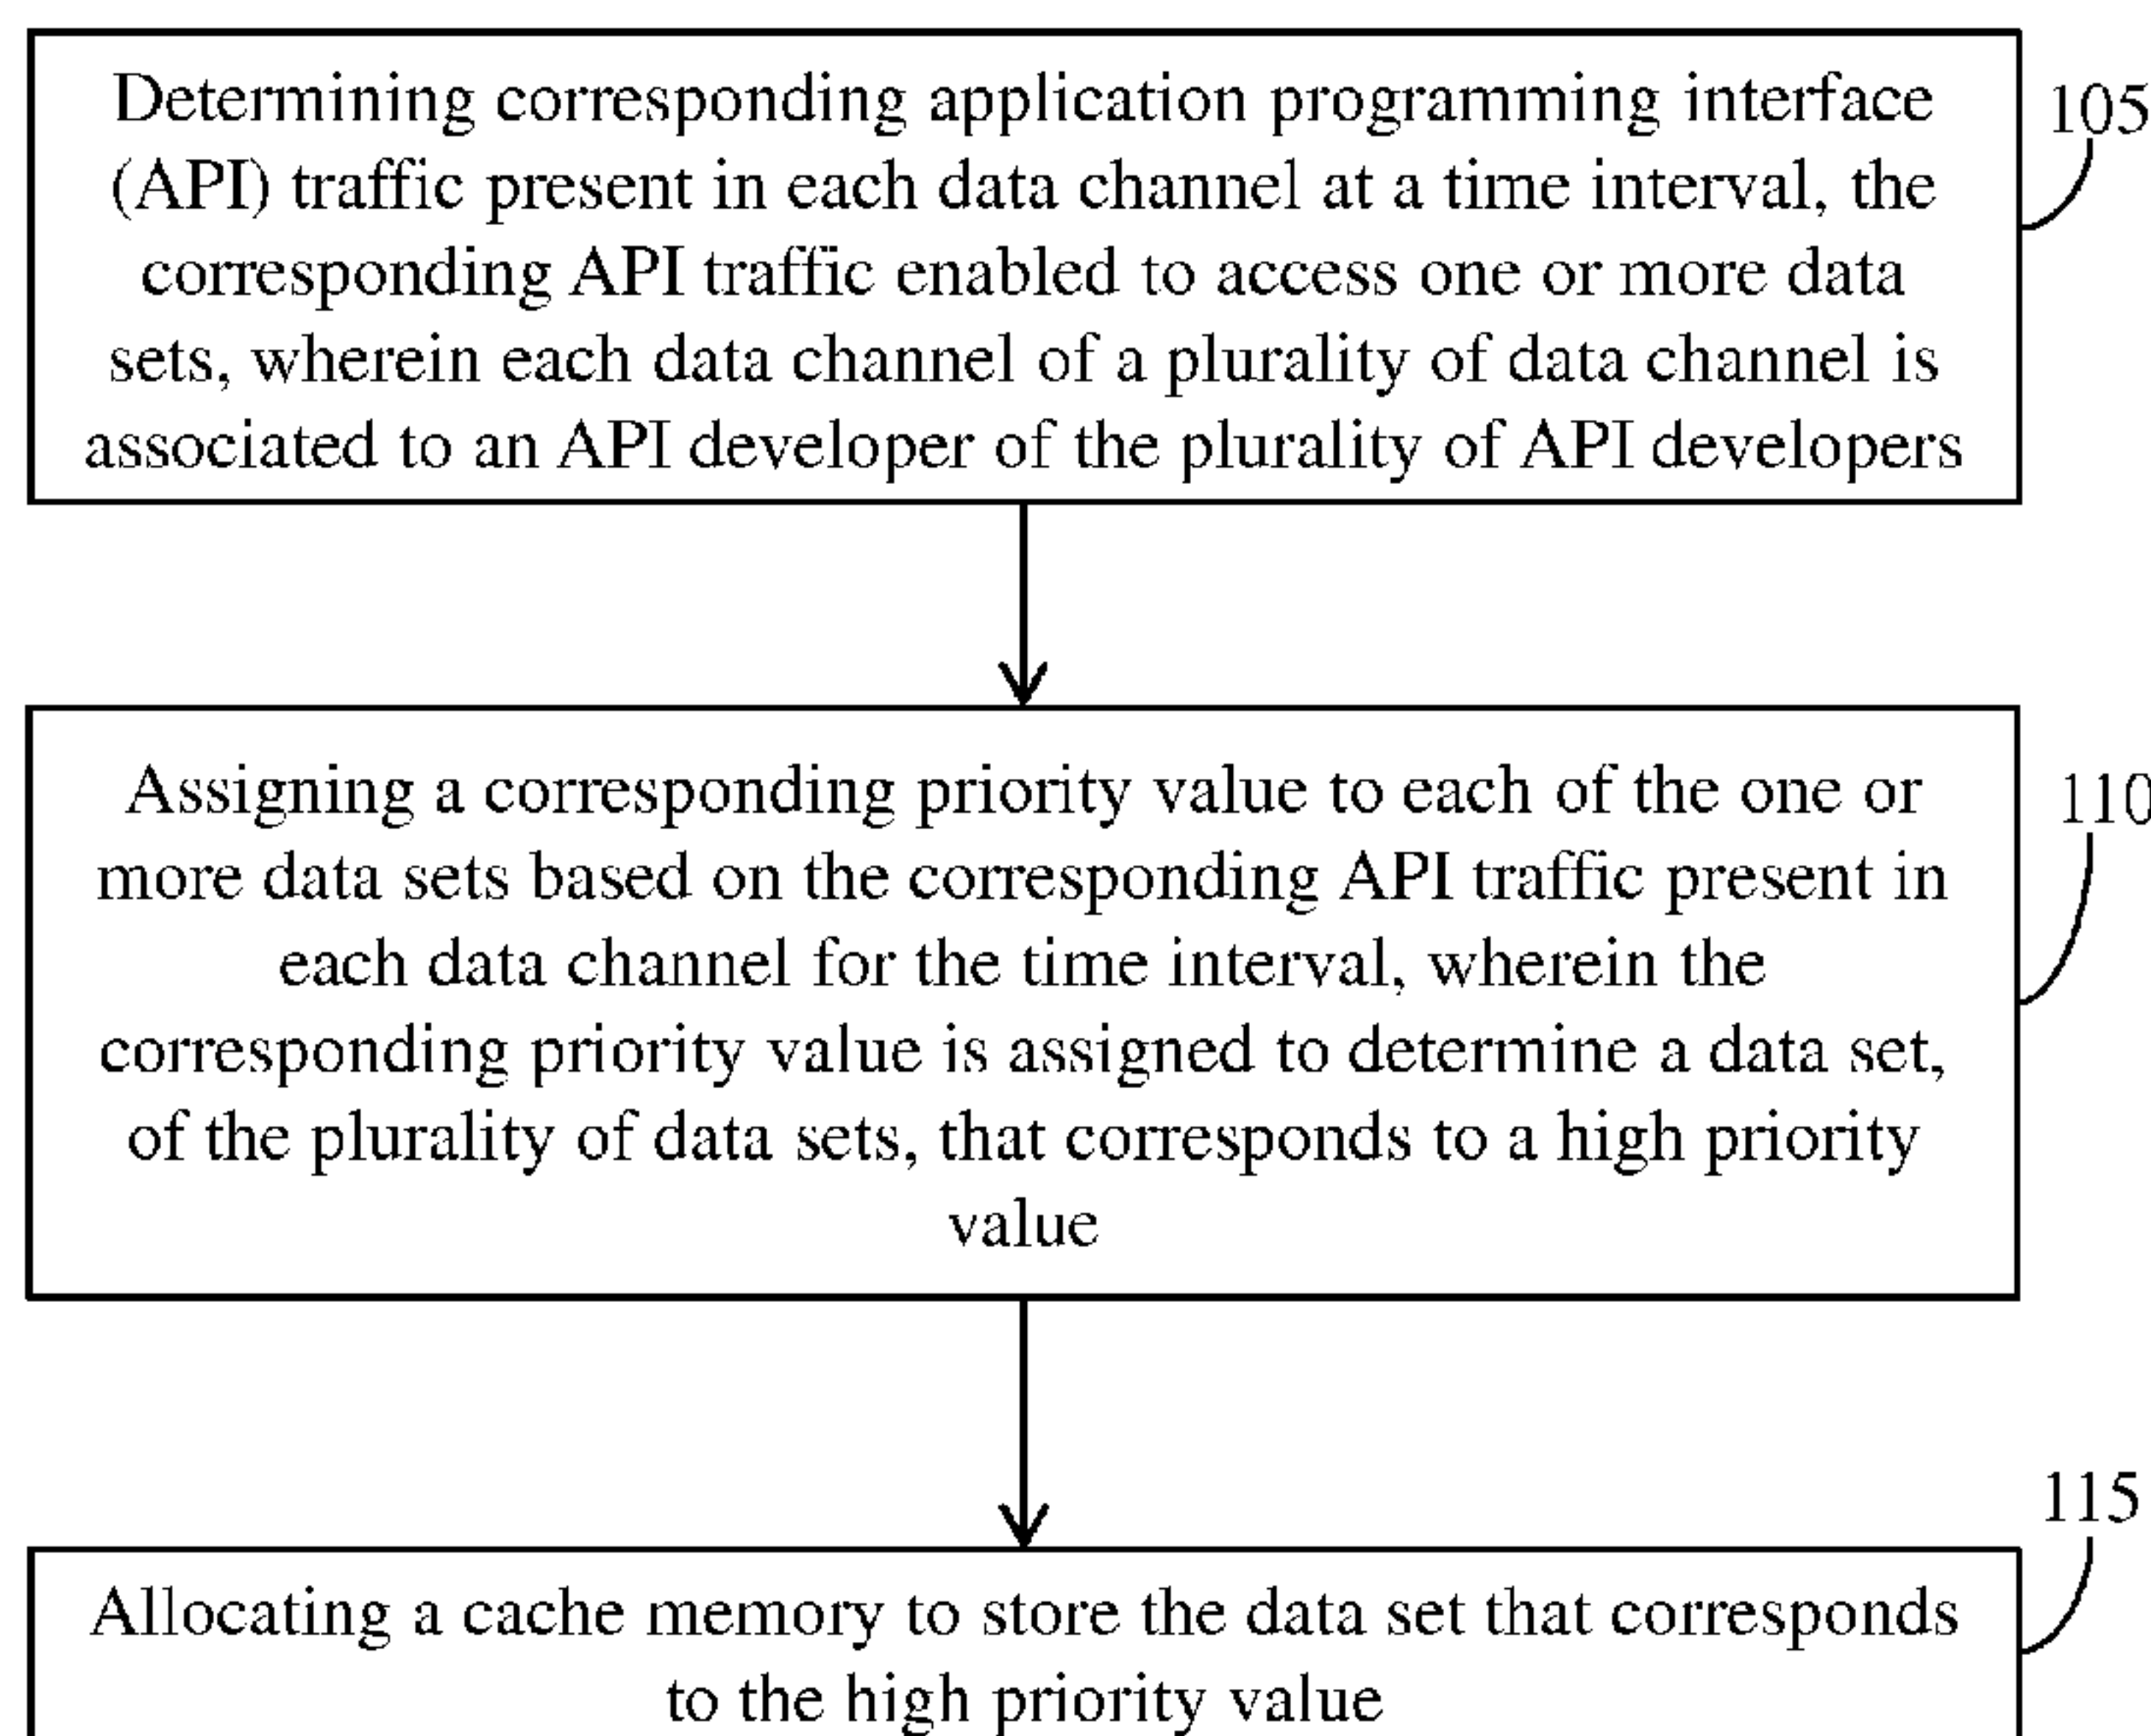 Determining corresponding application programming interface
(API) traffic present in each data channel at a time interval, the
corresponding API traffic enabled to access one or more data
sets, wherein each data channel of a plurality of data channel is
associated to an API developer of the plurality of API developers
105
Assigning a corresponding priority value to each of the one or
more data sets based on the corresponding API traffic present in
each data channel for the time interval, wherein the
corresponding priority value is assigned to determine a data set,
of the plurality of data sets, that corresponds to a high priority
value
110
115
Allocating a cache memory to store the data set that corresponds
to the high priority value